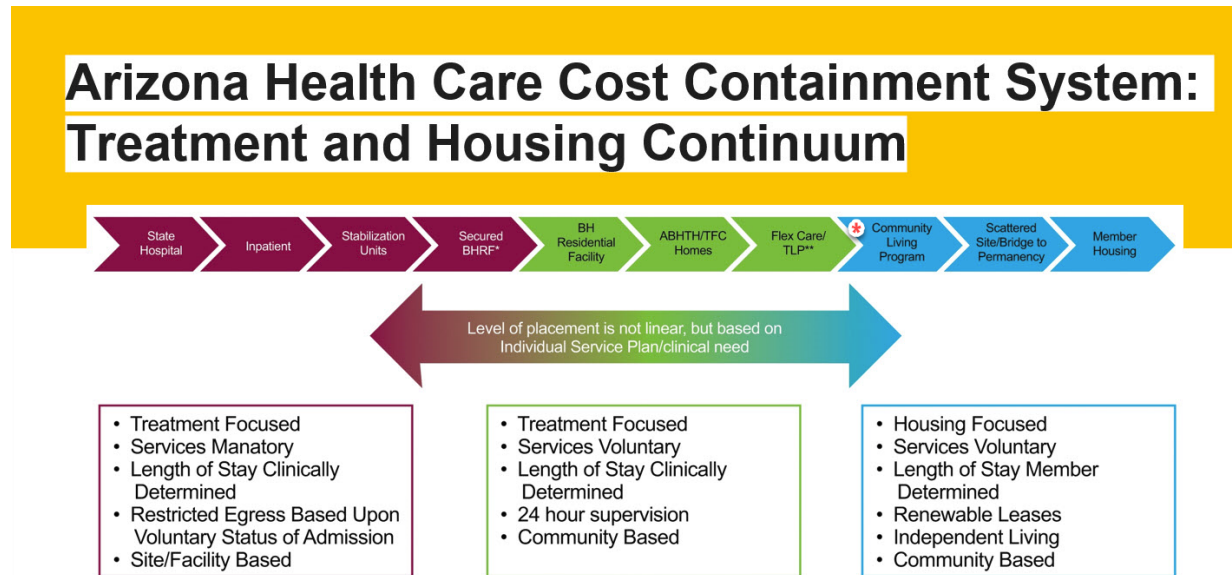 Arizona Health Care Cost Containment System:
Treatment and Housing Continuum
State
Hospital
Inpatient
Stabilization
Units
Secured
BHRF*
BH
Residential
Facility
ABHTH/TFC
Homes
Flex Care/
TLP**
*
Community
Living
Program
Scattered
Site/Bridge to
Permanency
Member
Housing
Level of placement is not linear, but based on
Individual Service Plan/clinical need
• Treatment Focused
• Services Manatory
• Length of Stay Clinically
Determined
• Restricted Egress Based Upon
Voluntary Status of Admission
• Site/Facility Based
• Treatment Focused
• Services Voluntary
• Length of Stay Clinically
Determined
• 24 hour supervision
• Community Based
• Housing Focused
• Services Voluntary
• Length of Stay Member
Determined
• Renewable Leases
• Independent Living
• Community Based